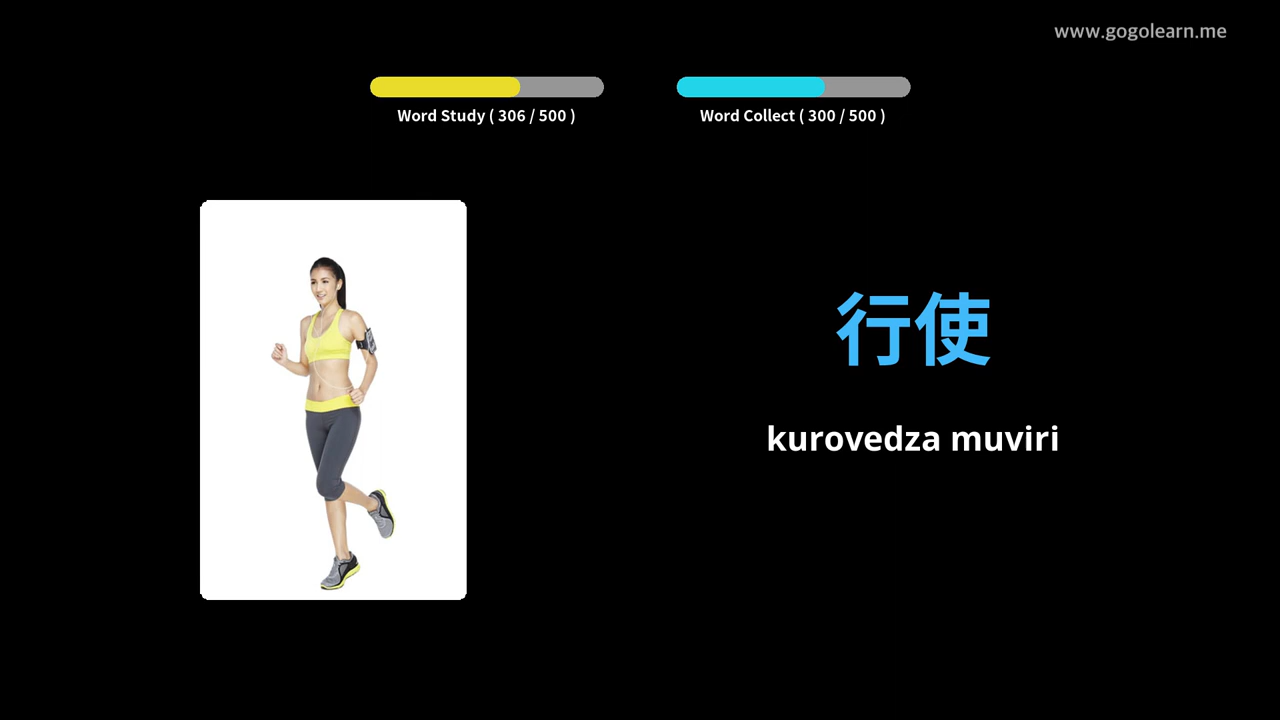 www.gogolearn.me
Word Study ( 306 / 500 )
Word Collect ( 300 / 500 )
行使
kurovedza muviri